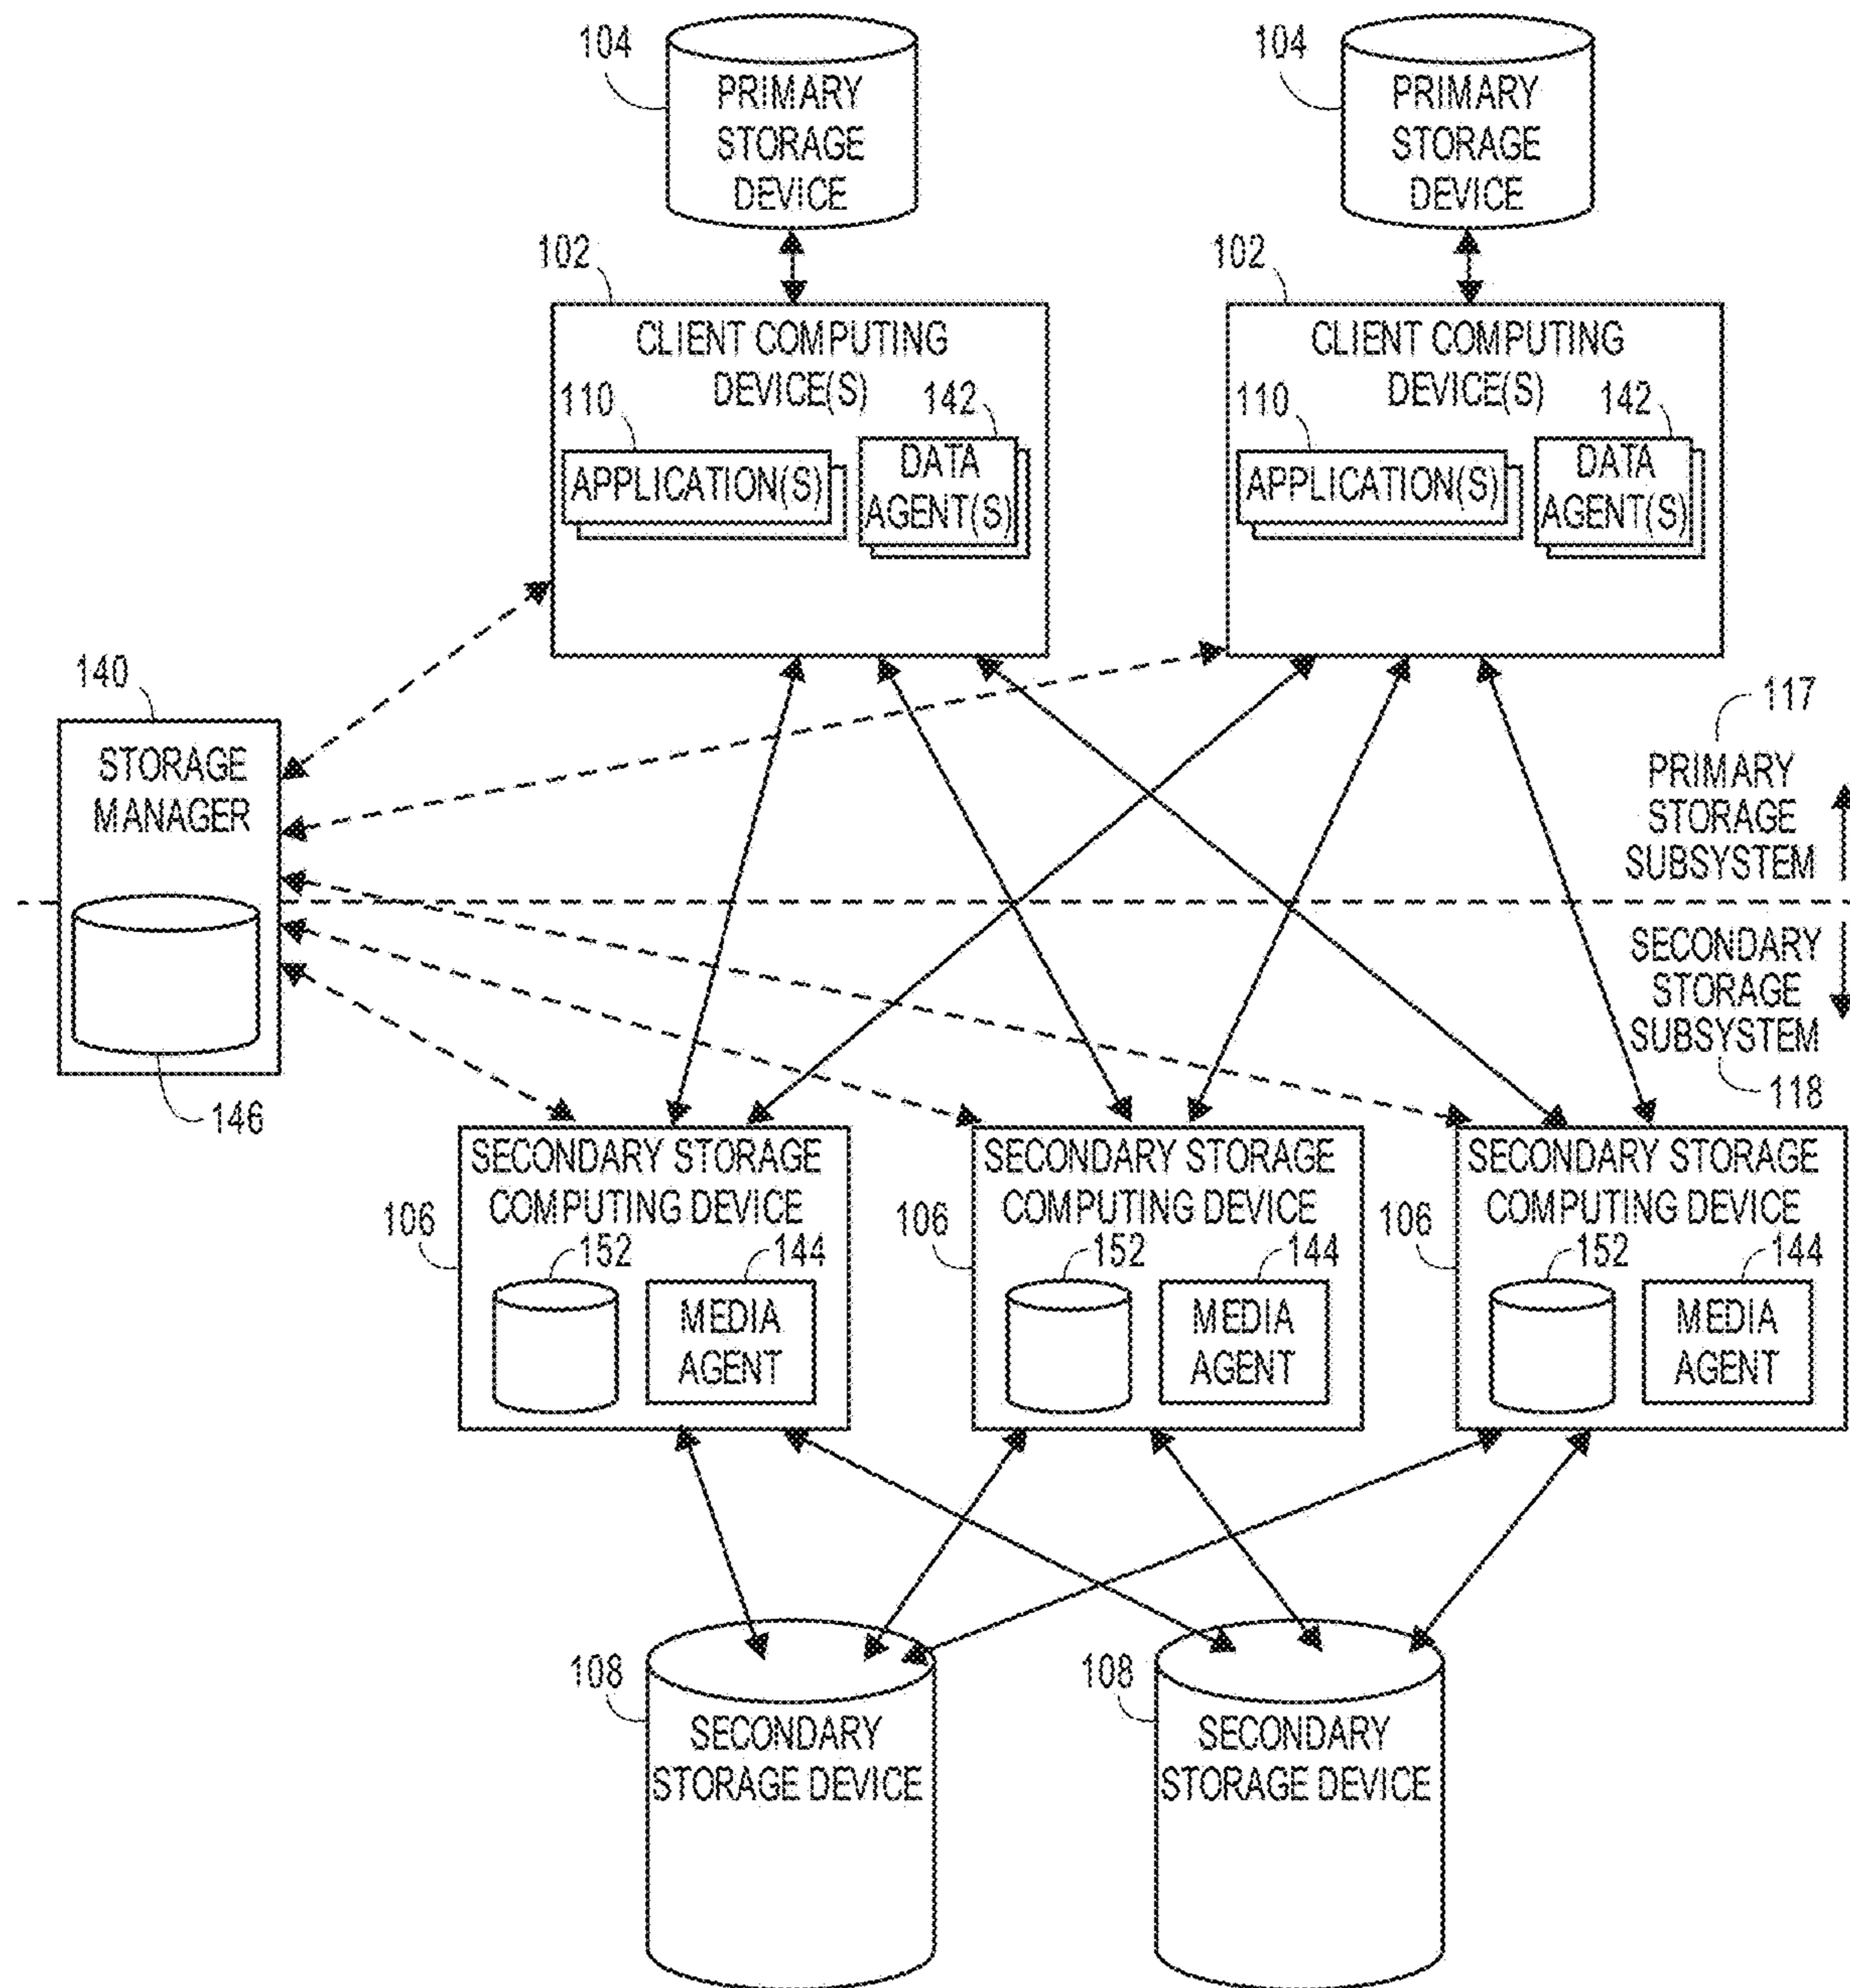 104
PRIMARY
STORAGE
DEVICE
104
PRIMARY
STORAGE
DEVICE
102
CLIENT COMPUTING
DEVICE(S)
110
142
APPLICATION(S)
DATA
AGENT(S)
102
CLIENT COMPUTING
DEVICE(S)
110
142
APPLICATION(S)
DATA
AGENT(S)
140
STORAGE
MANAGER
146
117
PRIMARY
STORAGE
SUBSYSTEM
SECONDARY
STORAGE
SUBSYSTEM
118
106
SECONDARY STORAGE
COMPUTING DEVICE
152
144
MEDIA
AGENT
106
SECONDARY STORAGE
COMPUTING DEVICE
152
144
MEDIA
AGENT
106
SECONDARY STORAGE
COMPUTING DEVICE
152
144
MEDIA
AGENT
108
SECONDARY
STORAGE DEVICE
108
SECONDARY
STORAGE DEVICE